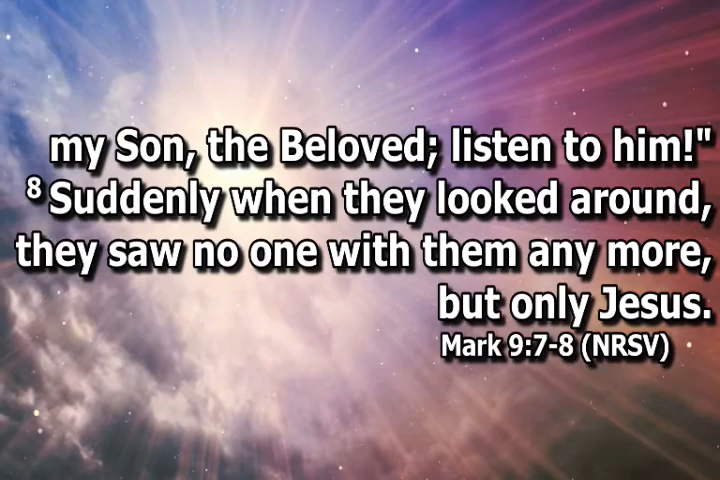 my Son, the Beloved; listen to him!"
8 Suddenly when they looked around,
they saw no one with them any more,
but only Jesus.
Mark 9:7-8 (NRSV)